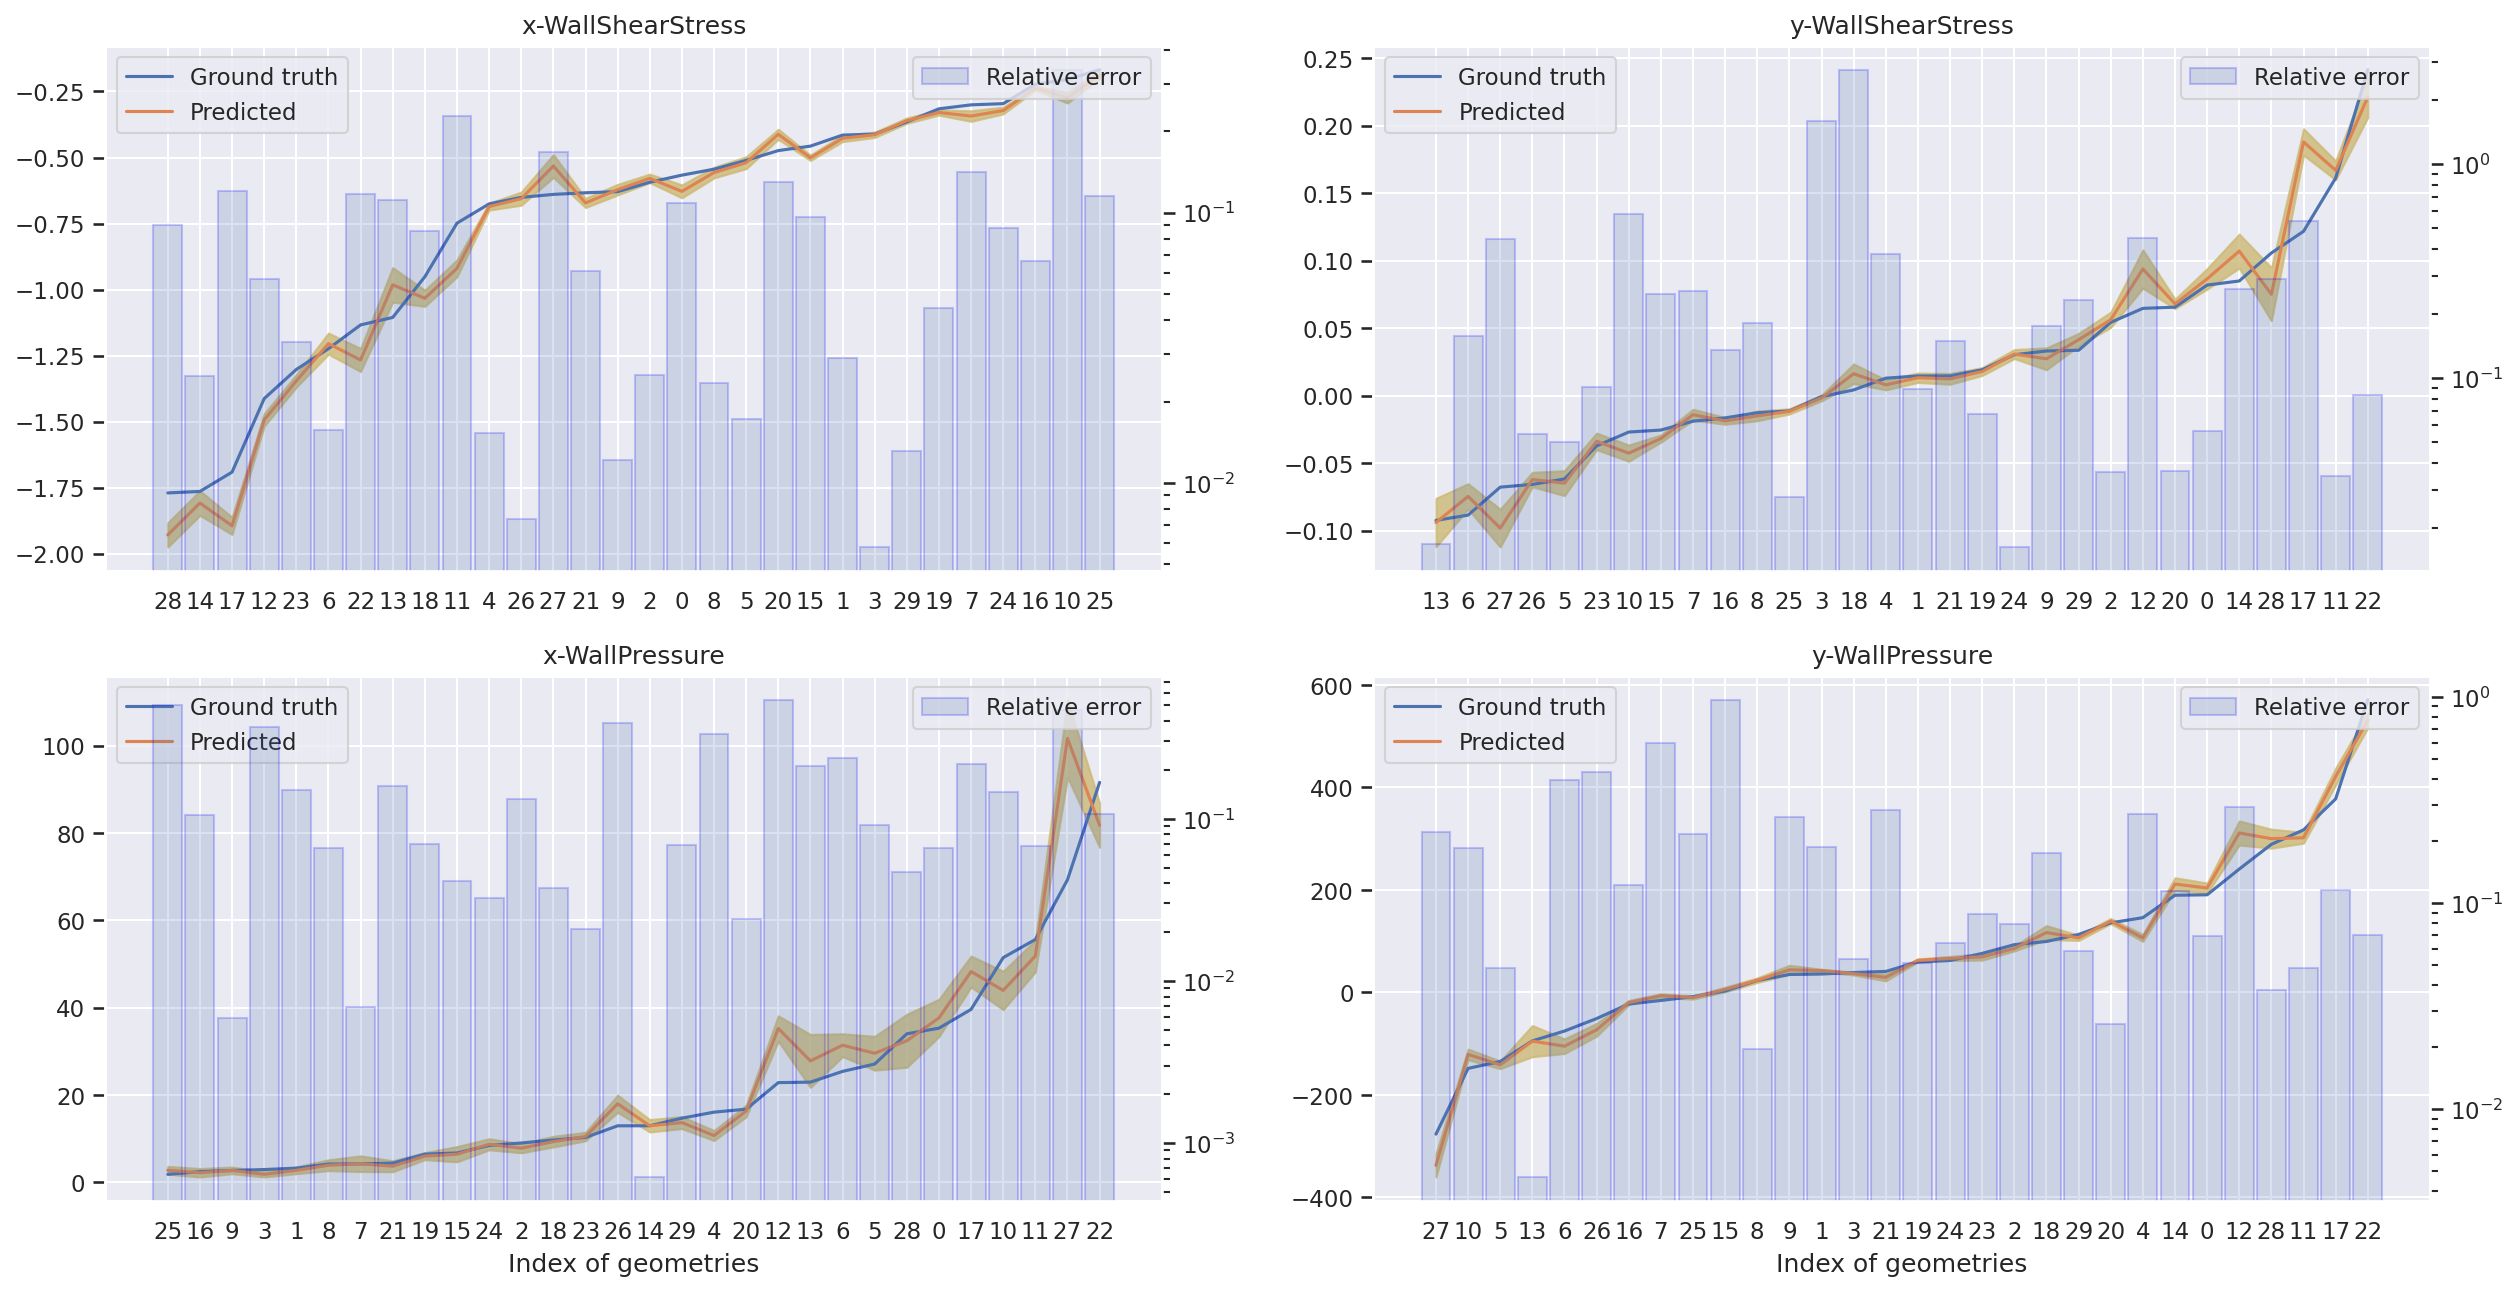 x-WallShearStress
Ground truth
Predicted
Relative error
−0.25
−0.50
−0.75
−1.00
−1.25
−1.50
−1.75
−2.00
10⁻¹
10⁻²
28 14 17 12 23 6 22 13 18 11 4 26 27 21 9 2 0 8 5 20 15 1 3 29 19 7 24 16 10 25
y-WallShearStress
Ground truth
Predicted
Relative error
0.25
0.20
0.15
0.10
0.05
0.00
−0.05
−0.10
10⁰
10⁻¹
13 6 27 26 5 23 10 15 7 16 8 25 3 18 4 1 21 19 24 9 29 2 12 20 0 14 28 17 11 22
x-WallPressure
Ground truth
Predicted
Relative error
100
80
60
40
20
0
10⁻¹
10⁻²
10⁻³
25 16 9 3 1 8 7 21 19 15 24 2 18 23 26 14 29 4 20 12 13 6 5 28 0 17 10 11 27 22
Index of geometries
y-WallPressure
Ground truth
Predicted
Relative error
600
400
200
0
−200
−400
10⁰
10⁻¹
10⁻²
27 10 5 13 6 26 16 7 25 15 8 9 1 3 21 19 24 23 2 18 29 20 4 14 0 12 28 11 17 22
Index of geometries